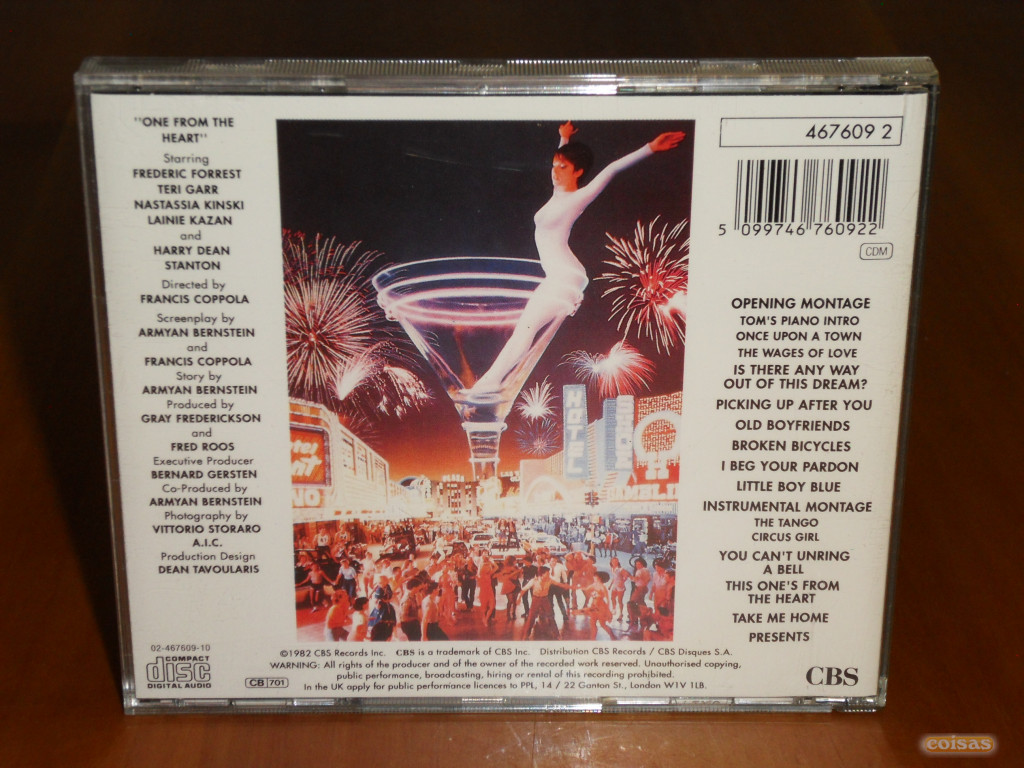 "ONE FROM THE
HEART"
Starring
FREDERIC FORREST
TERI GARR
NASTASSIA KINSKI
LAINIE KAZAN
and
HARRY DEAN
STANTON
Directed by
FRANCIS COPPOLA
Screenplay by
ARMYAN BERNSTEIN
and
FRANCIS COPPOLA
Story by
ARMYAN BERNSTEIN
Produced by
GRAY FREDERICKSON
and
FRED ROOS
Executive Producer
BERNARD GERSTEN
Co-Produced by
ARMYAN BERNSTEIN
Photography by
VITTORIO STORARO
A.I.C.
Production Design
DEAN TAVOULARIS
02-467609-10
COMPACT
disc
DIGITAL AUDIO
HOTEL
467609 2
5 099746 760922
CDM
OPENING MONTAGE
TOM'S PIANO INTRO
ONCE UPON A TOWN
THE WAGES OF LOVE
IS THERE ANY WAY
OUT OF THIS DREAM?
PICKING UP AFTER YOU
OLD BOYFRIENDS
BROKEN BICYCLES
I BEG YOUR PARDON
LITTLE BOY BLUE
INSTRUMENTAL MONTAGE
THE TANGO
CIRCUS GIRL
YOU CAN'T UNRING
A BELL
THIS ONE'S FROM
THE HEART
TAKE ME HOME
PRESENTS
©1982 CBS Records Inc. CBS is a trademark of CBS Inc. Distribution CBS Records / CBS Disques S.A.
WARNING: All rights of the producer and of the owner of the recorded work reserved. Unauthorised copying,
public performance, broadcasting, hiring or rental of this recording prohibited.
In the UK apply for public performance licences to PPL, 14 / 22 Ganton St., London W1V 1LB.
CB 701
CBS
coisas